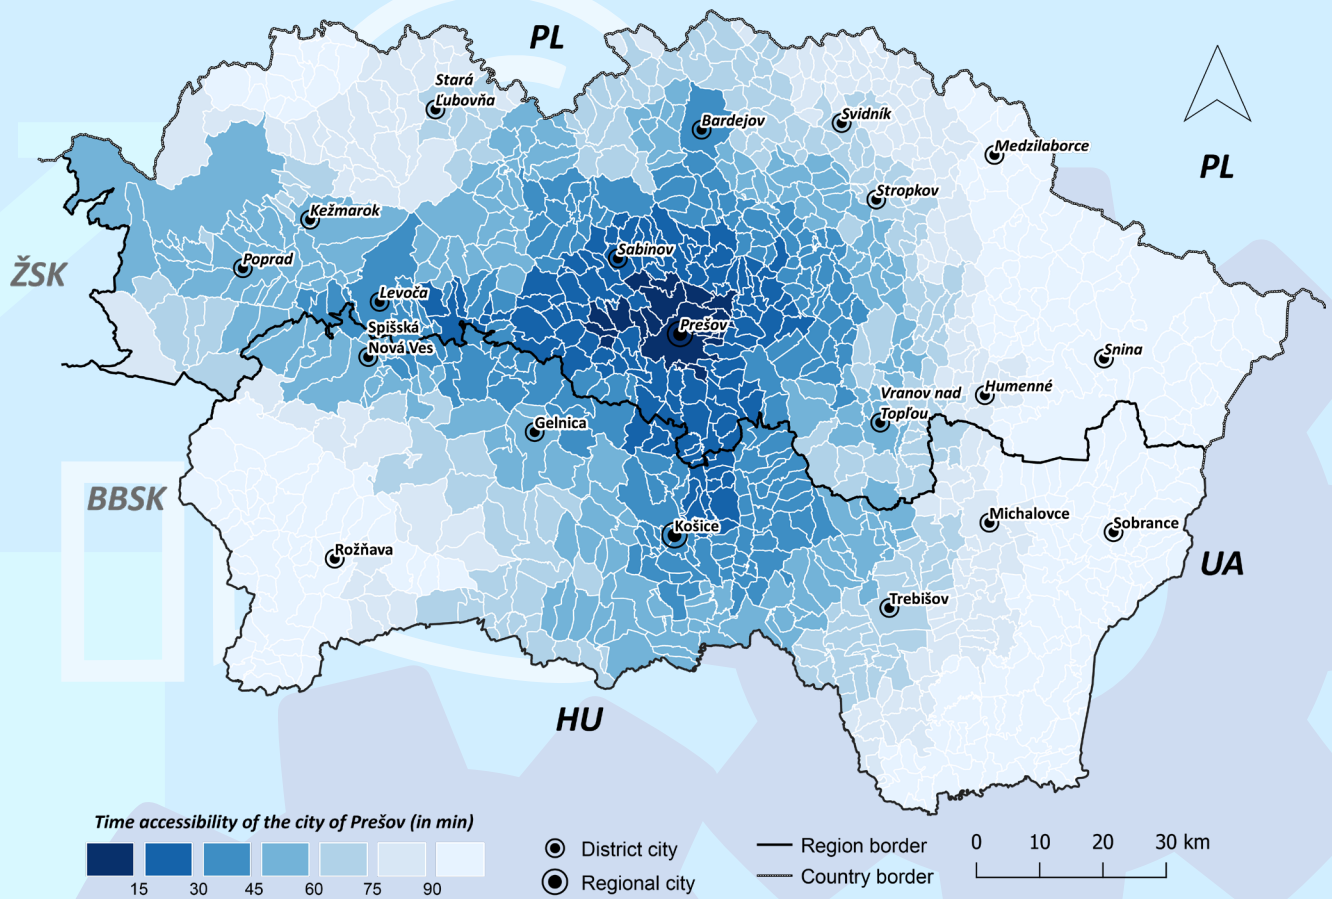 PL
Stará
Ľubovňa
Bardejov
Svidník
Medzilaborce
PL
Stropkov
Kežmarok
Sabinov
Poprad
ŽSK
Levoča
Spišská
Nová Ves
Prešov
Snina
Humenné
Vranov nad
Topľou
Gelnica
BBSK
Michalovce
Sobrance
Košice
Rožňava
UA
Trebišov
HU
Time accessibility of the city of Prešov (in min)
15 30 45 60 75 90
District city
Regional city
Region border
Country border
0 10 20 30 km